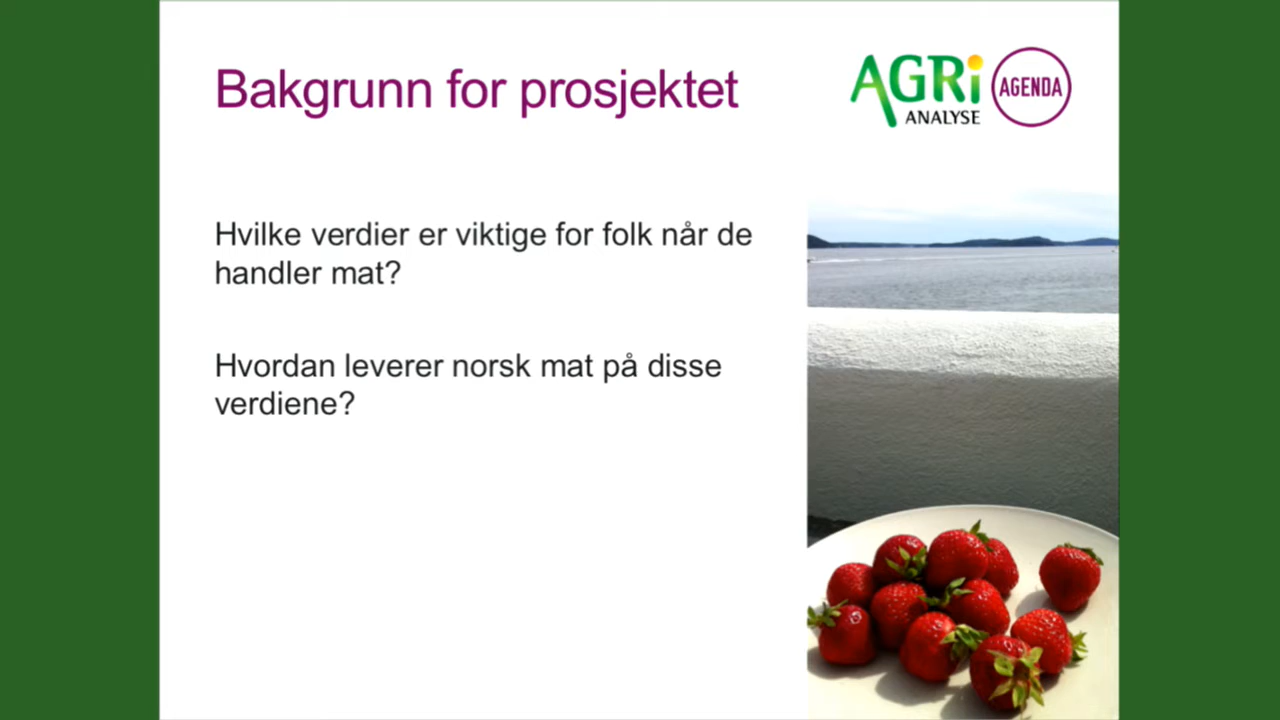 Bakgrunn for prosjektet
AGRi
ANALYSE
AGENDA
Hvilke verdier er viktige for folk når de
handler mat?
Hvordan leverer norsk mat på disse
verdiene?